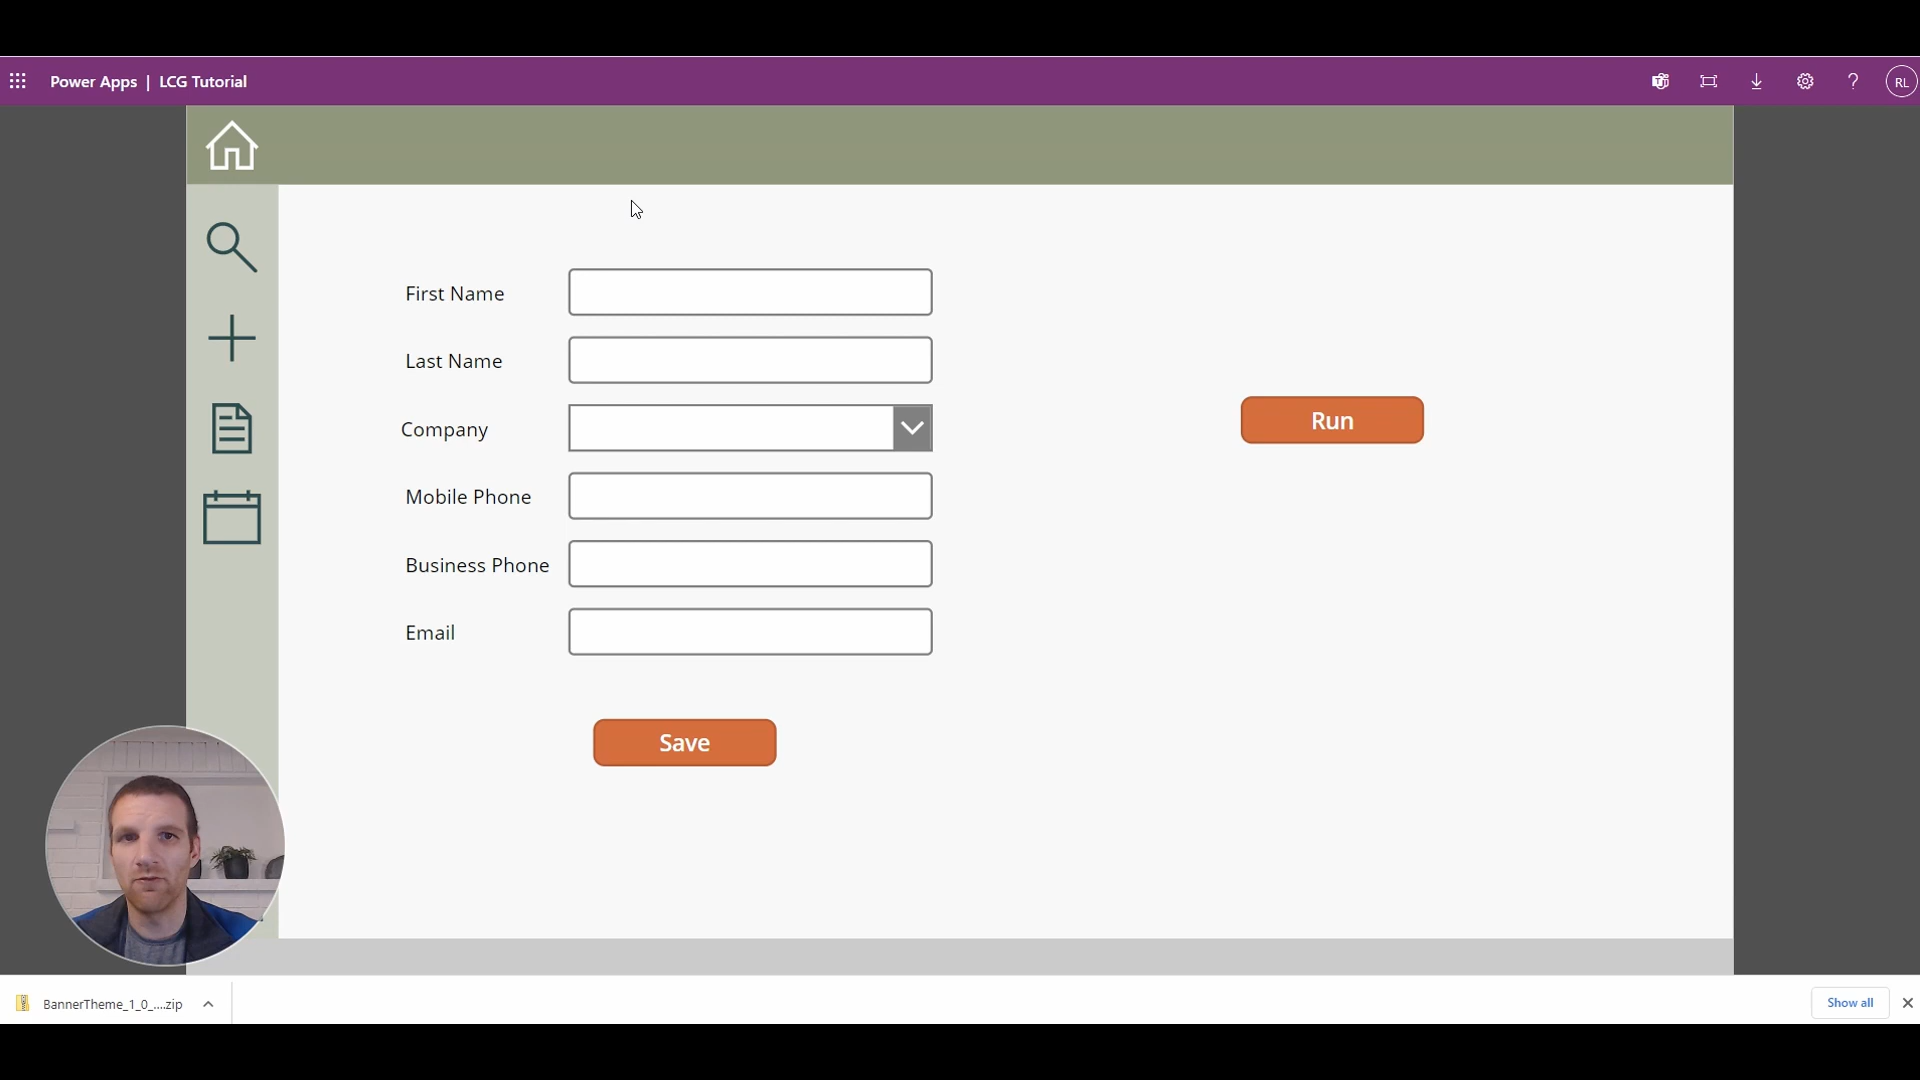 Power Apps | LCG Tutorial
?
RL
First Name
Last Name
Company
Run
Mobile Phone
Business Phone
Email
Save
BannerTheme_1_0_....zip
Show all